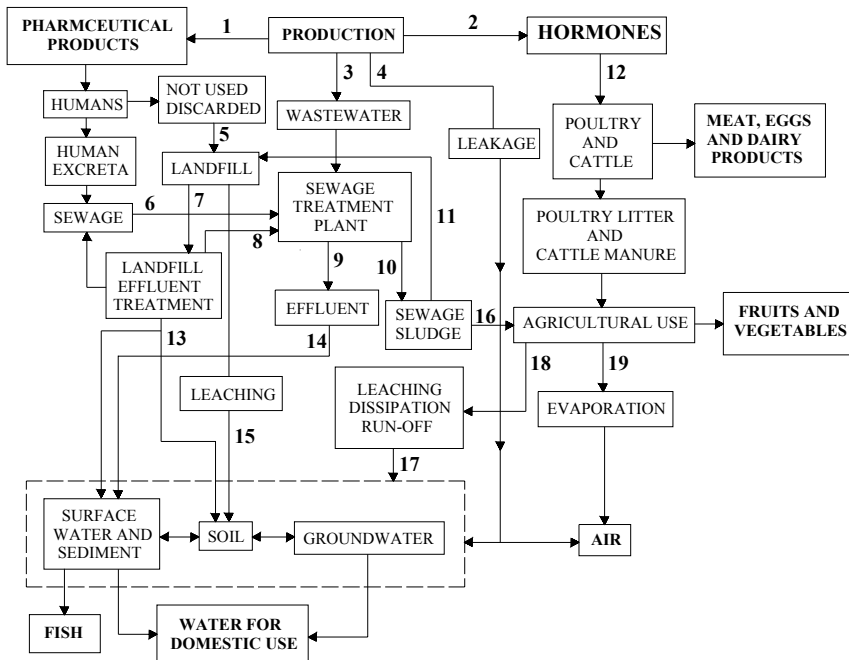 PHARMCEUTICAL
PRODUCTS
1
PRODUCTION
2
HORMONES
3
4
12
HUMANS
NOT USED
DISCARDED
WASTEWATER
5
LEAKAGE
POULTRY
AND
CATTLE
MEAT, EGGS
AND DAIRY
PRODUCTS
HUMAN
EXCRETA
LANDFILL
SEWAGE
6
7
SEWAGE
TREATMENT
PLANT
11
POULTRY LITTER
AND
CATTLE MANURE
8
LANDFILL
EFFLUENT
TREATMENT
9
10
EFFLUENT
SEWAGE
SLUDGE
16
AGRICULTURAL USE
FRUITS AND
VEGETABLES
13
14
18
19
LEACHING
LEACHING
DISSIPATION
RUN-OFF
EVAPORATION
15
17
SURFACE
WATER AND
SEDIMENT
SOIL
GROUNDWATER
AIR
FISH
WATER FOR
DOMESTIC USE